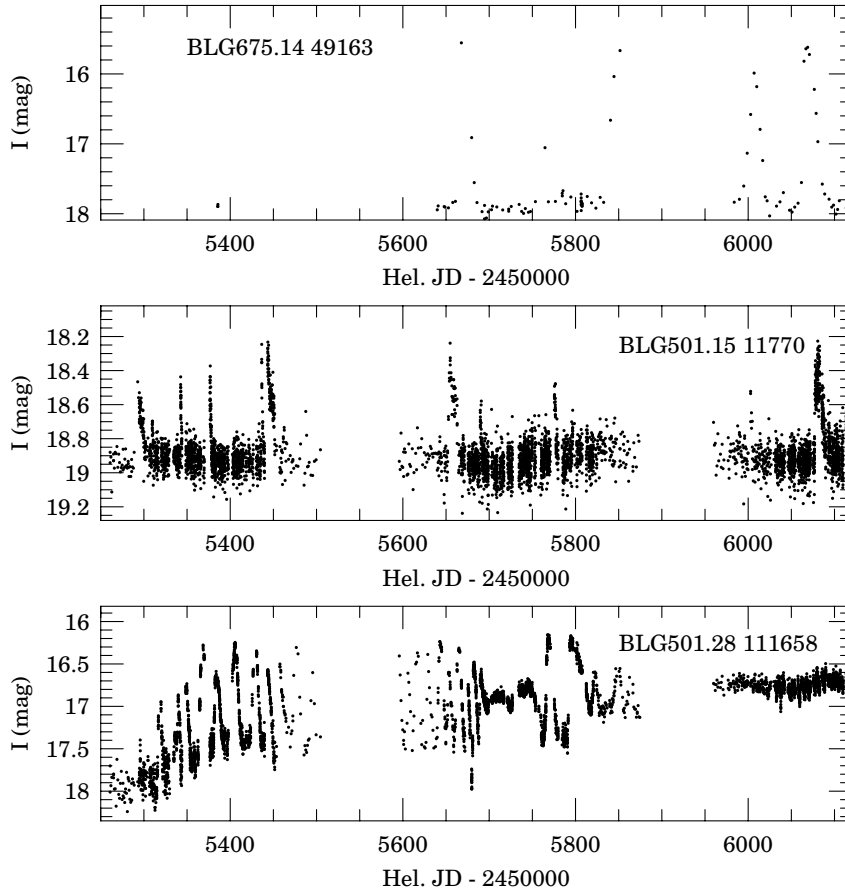 BLG675.14 49163
I (mag)
16
17
18
5400
5600
5800
6000
Hel. JD - 2450000
BLG501.15 11770
I (mag)
18.2
18.4
18.6
18.8
19
19.2
5400
5600
5800
6000
Hel. JD - 2450000
BLG501.28 111658
I (mag)
16
16.5
17
17.5
18
5400
5600
5800
6000
Hel. JD - 2450000